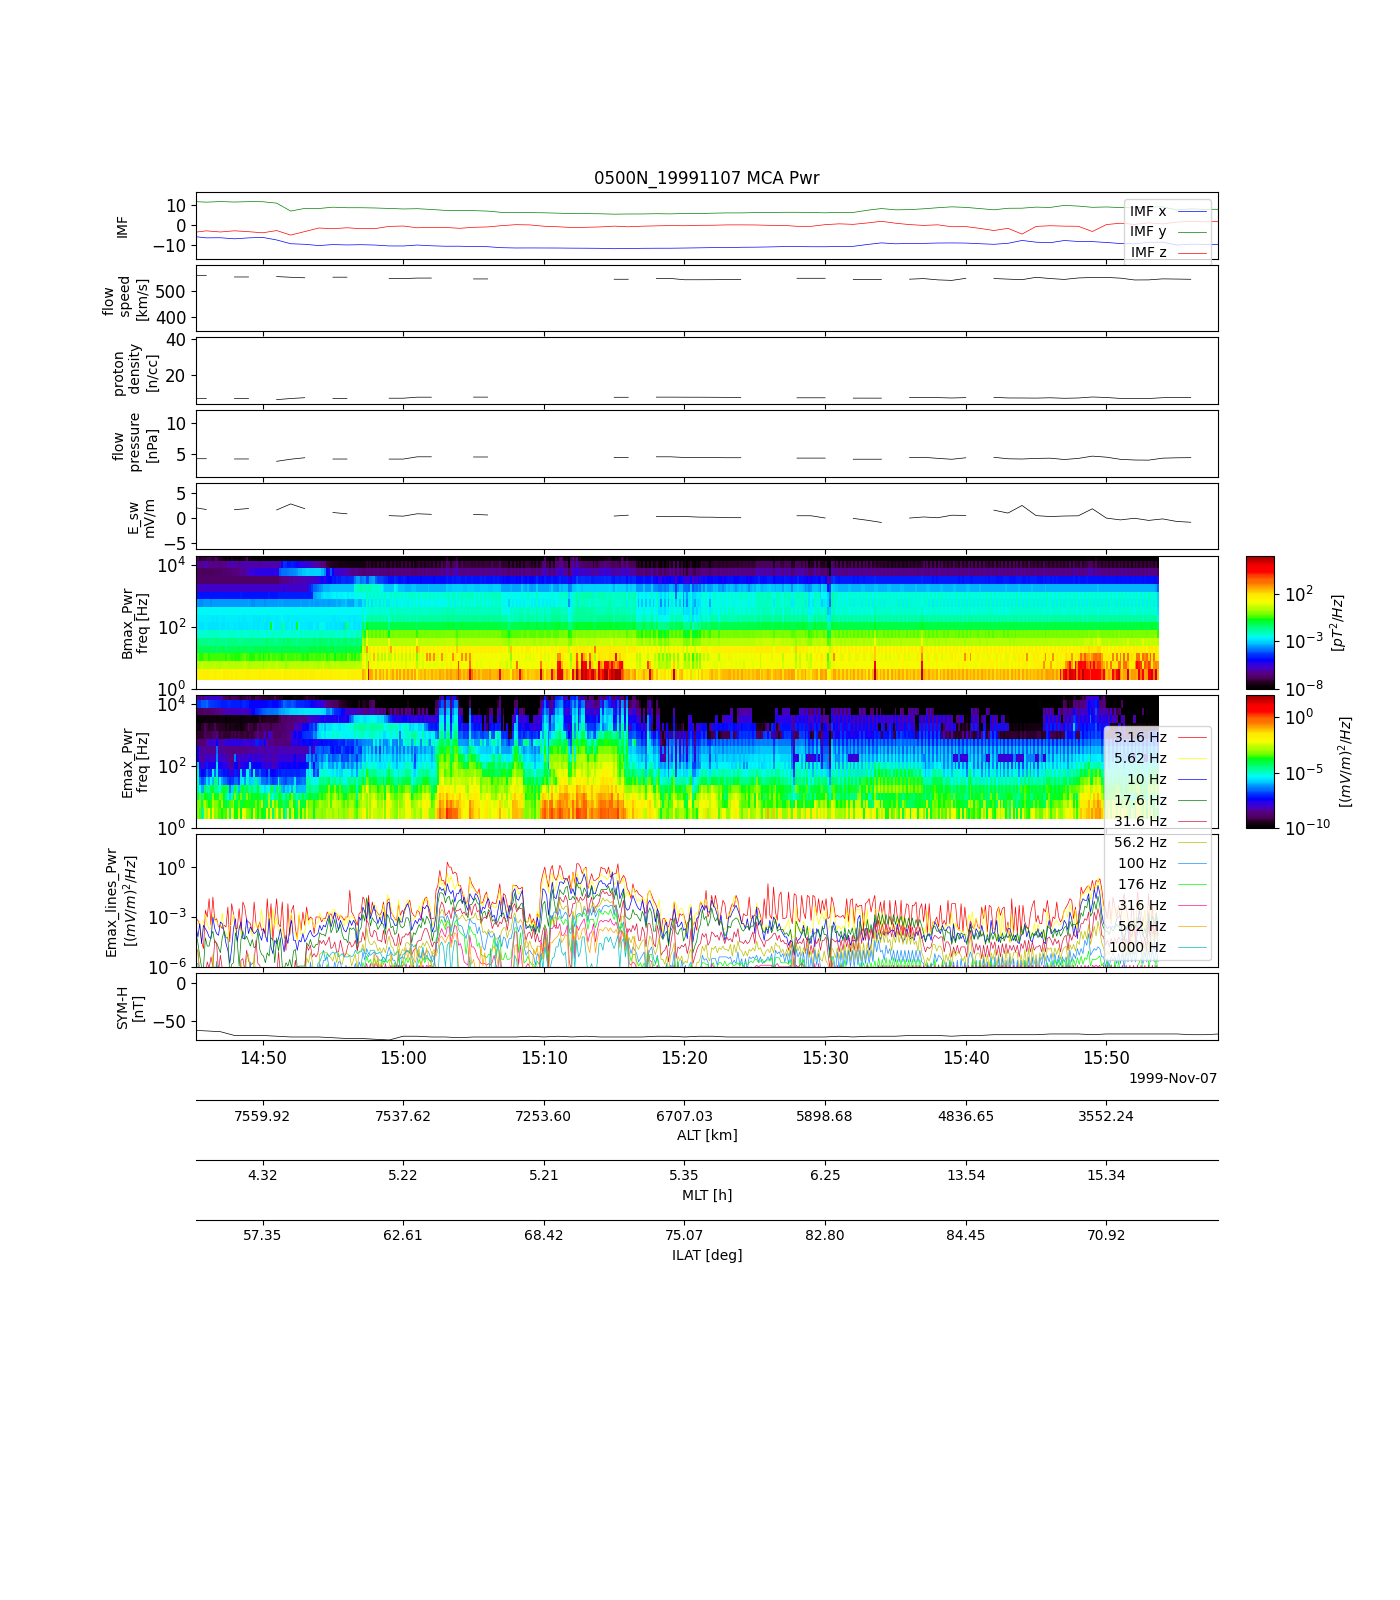 0500N_19991107 MCA Pwr
IMF
10
0
−10
IMF x
IMF y
IMF z
flow
speed
[km/s]
500
400
proton
density
[n/cc]
40
20
flow
pressure
[nPa]
10
5
E_sw
mV/m
5
0
−5
Bmax_Pwr
freq [Hz]
10^4
10^2
10^0
10^2
10^−3
10^−8
[pT^2/Hz]
Emax_Pwr
freq [Hz]
10^4
10^2
10^0
10^0
10^−5
10^−10
[(mV/m)^2/Hz]
3.16 Hz
5.62 Hz
10 Hz
17.6 Hz
31.6 Hz
56.2 Hz
100 Hz
176 Hz
316 Hz
562 Hz
1000 Hz
Emax_lines_Pwr
[(mV/m)^2/Hz]
10^0
10^−3
10^−6
SYM-H
[nT]
0
−50
14:50 15:00 15:10 15:20 15:30 15:40 15:50
1999-Nov-07
7559.92 7537.62 7253.60 6707.03 5898.68 4836.65 3552.24
ALT [km]
4.32 5.22 5.21 5.35 6.25 13.54 15.34
MLT [h]
57.35 62.61 68.42 75.07 82.80 84.45 70.92
ILAT [deg]